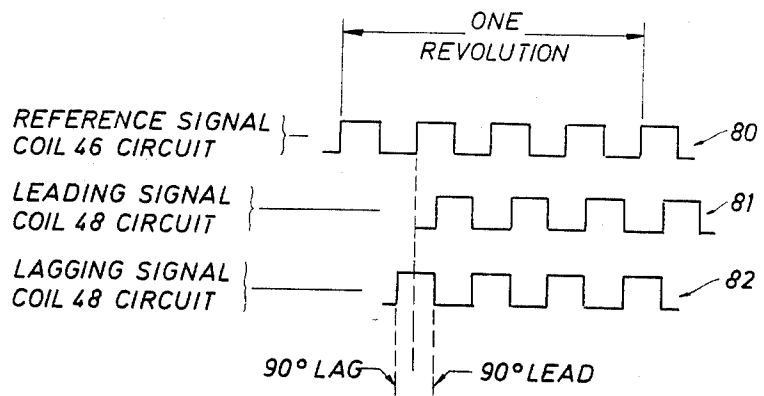 ONE
REVOLUTION
REFERENCE SIGNAL
COIL 46 CIRCUIT
80
LEADING SIGNAL
COIL 48 CIRCUIT
81
LAGGING SIGNAL
COIL 48 CIRCUIT
82
90° LAG
90° LEAD